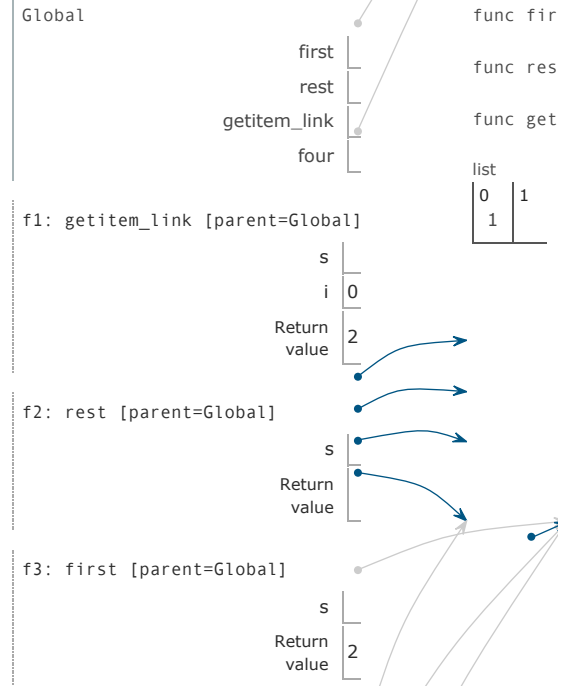 Global
func fir
first
func res
rest
getitem_link
func get
four
list
0 1
1
f1: getitem_link [parent=Global]
s
i 0
Return
value 2
f2: rest [parent=Global]
s
Return
value
f3: first [parent=Global]
s
Return
value 2